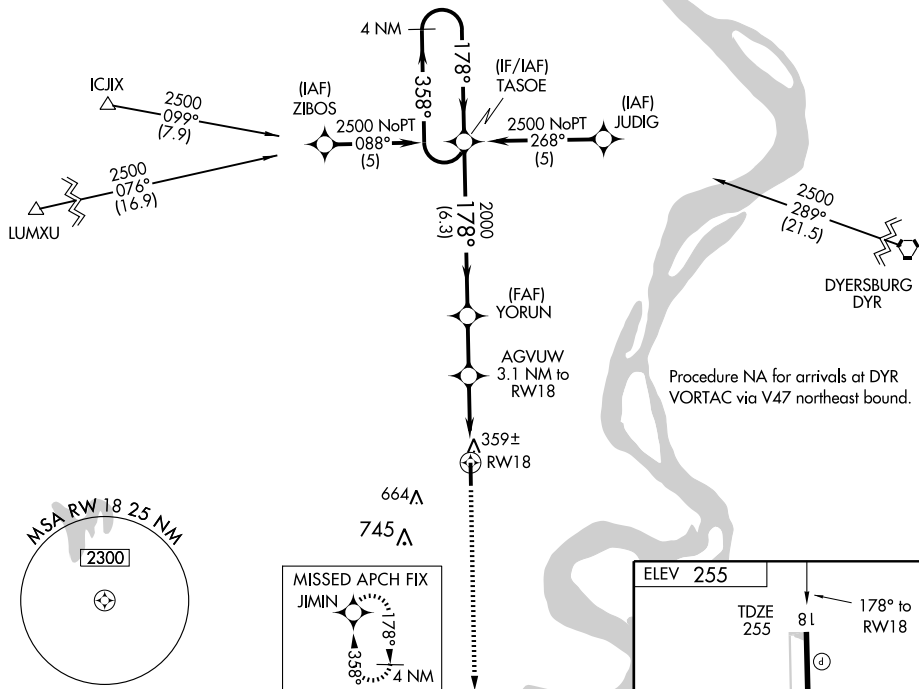 4 NM
178°
358°
(IF/IAF)
TASOE
ICJIX
2500
099°
(7.9)
(IAF)
ZIBOS
2500 NoPT
088°
(5)
2500 NoPT
268°
(5)
(IAF)
JUDIG
2500
076°
(16.9)
LUMXU
2000
178°
(6.3)
2500
289°
(21.5)
DYERSBURG
DYR
(FAF)
YORUN
AGVUW
3.1 NM to
RW18
Procedure NA for arrivals at DYR
VORTAC via V47 northeast bound.
359±
RW18
664
745
MSA RW 18 25 NM
2300
MISSED APCH FIX
JIMIN
178°
358°
4 NM
ELEV 255
TDZE
255
18
178° to
RW18
P